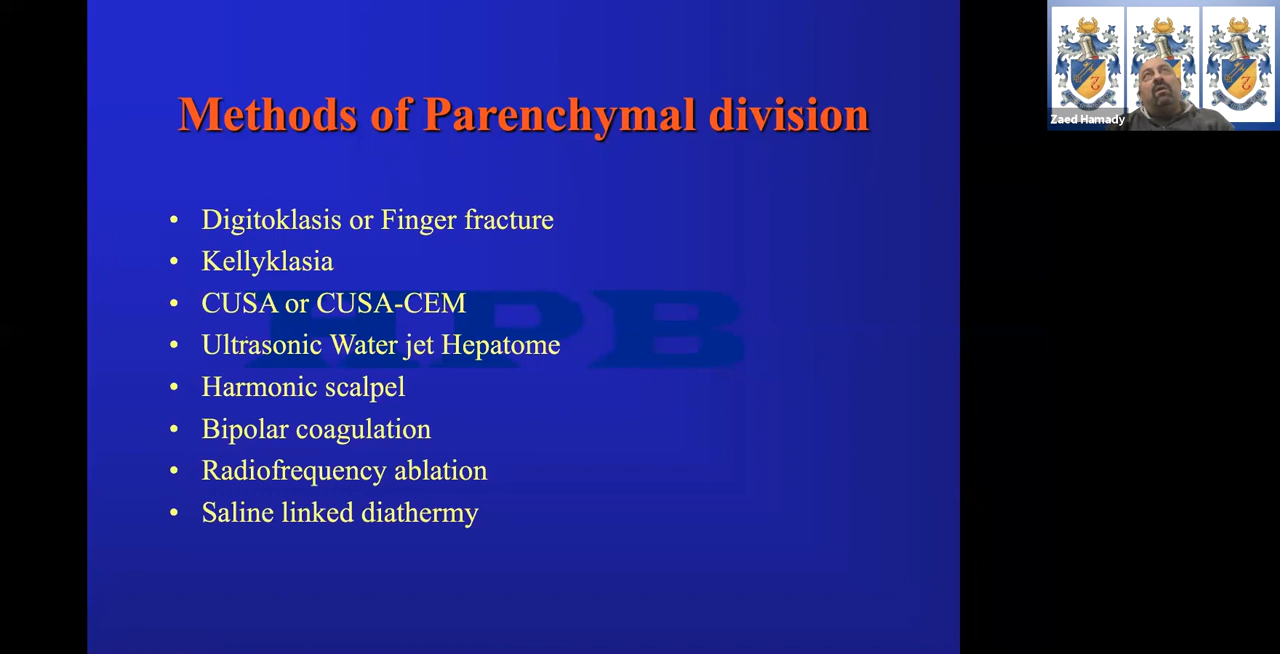 Methods of Parenchymal division
• Digitoklasis or Finger fracture
• Kellyklasia
• CUSA or CUSA-CEM
• Ultrasonic Water jet Hepatome
• Harmonic scalpel
• Bipolar coagulation
• Radiofrequency ablation
• Saline linked diathermy
HPB
Zaed Hamady